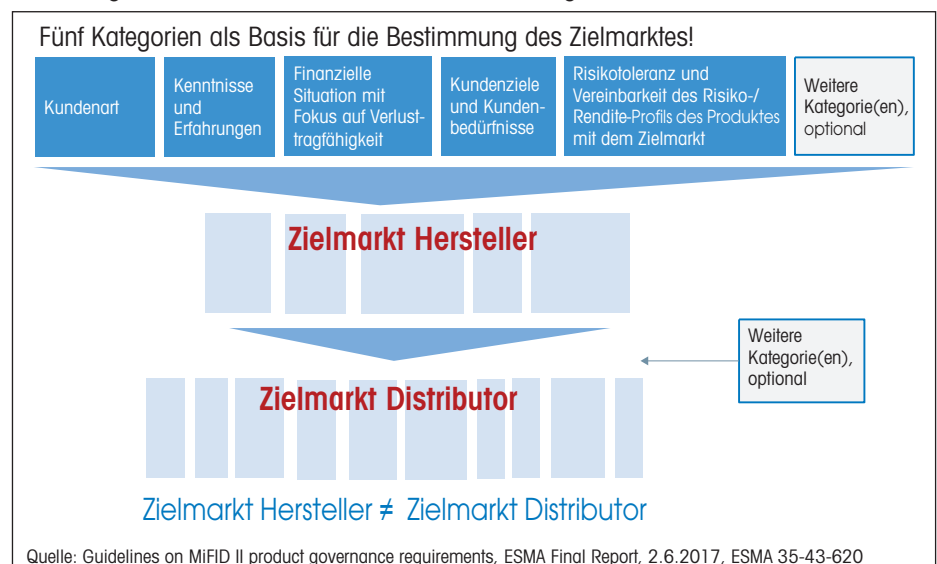 Fünf Kategorien als Basis für die Bestimmung des Zielmarktes!
Kundenart
Kenntnisse
und
Erfahrungen
Finanzielle
Situation mit
Fokus auf Verlust-
tragfähigkeit
Kundenziele
und Kunden-
bedürfnisse
Risikotoleranz und
Vereinbarkeit des Risiko-/
Rendite-Profils des Produktes
mit dem Zielmarkt
Weitere
Kategorie(en),
optional
Zielmarkt Hersteller
Weitere
Kategorie(en),
optional
Zielmarkt Distributor
Zielmarkt Hersteller ≠ Zielmarkt Distributor
Quelle: Guidelines on MiFID II product governance requirements, ESMA Final Report, 2.6.2017, ESMA 35-43-620